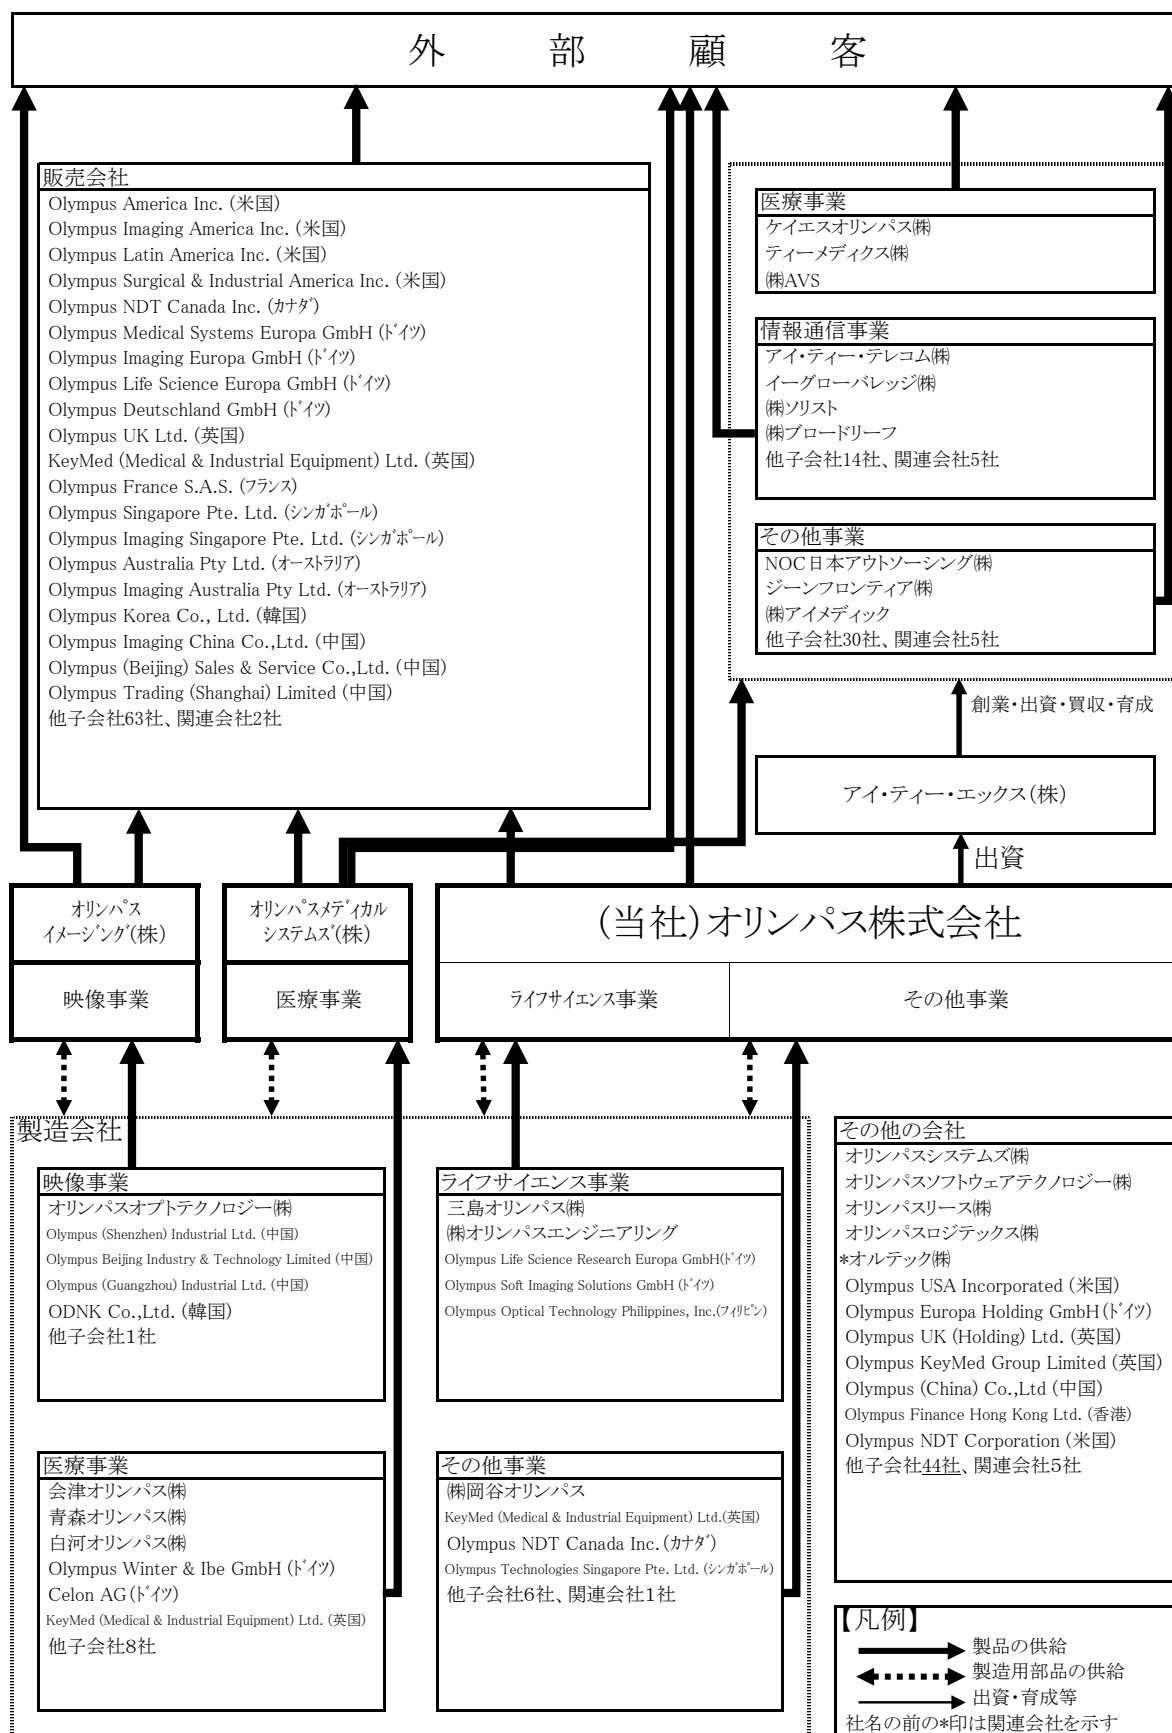 外 部 顧 客
販売会社
Olympus America Inc. (米国)
Olympus Imaging America Inc. (米国)
Olympus Latin America Inc. (米国)
Olympus Surgical & Industrial America Inc. (米国)
Olympus NDT Canada Inc. (ｶﾅﾀﾞ)
Olympus Medical Systems Europa GmbH (ﾄﾞｲﾂ)
Olympus Imaging Europa GmbH (ﾄﾞｲﾂ)
Olympus Life Science Europa GmbH (ﾄﾞｲﾂ)
Olympus Deutschland GmbH (ﾄﾞｲﾂ)
Olympus UK Ltd. (英国)
KeyMed (Medical & Industrial Equipment) Ltd. (英国)
Olympus France S.A.S. (ﾌﾗﾝｽ)
Olympus Singapore Pte. Ltd. (ｼﾝｶﾞﾎﾟｰﾙ)
Olympus Imaging Singapore Pte. Ltd. (ｼﾝｶﾞﾎﾟｰﾙ)
Olympus Australia Pty Ltd. (ｵｰｽﾄﾗﾘｱ)
Olympus Imaging Australia Pty Ltd. (ｵｰｽﾄﾗﾘｱ)
Olympus Korea Co., Ltd. (韓国)
Olympus Imaging China Co.,Ltd. (中国)
Olympus (Beijing) Sales & Service Co.,Ltd. (中国)
Olympus Trading (Shanghai) Limited (中国)
他子会社63社、関連会社2社
医療事業
ケイエスオリンパス㈱
ティーメディクス㈱
㈱AVS
情報通信事業
アイ・ティー・テレコム㈱
イーグローバレッジ㈱
㈱ソリスト
㈱ブロードリーフ
他子会社14社、関連会社5社
その他事業
NOC日本アウトソーシング㈱
ジーンフロンティア㈱
㈱アイメディック
他子会社30社、関連会社5社
創業・出資・買収・育成
アイ・ティー・エックス(株)
出資
ｵﾘﾝﾊﾟｽ
ｲﾒｰｼﾞﾝｸﾞ(株)
映像事業
ｵﾘﾝﾊﾟｽﾒﾃﾞｨｶﾙ
ｼｽﾃﾑｽﾞ(株)
医療事業
(当社)オリンパス株式会社
ﾗｲﾌｻｲｴﾝｽ事業
その他事業
製造会社
映像事業
オリンパスオプトテクノロジー㈱
Olympus (Shenzhen) Industrial Ltd. (中国)
Olympus Beijing Industry & Technology Limited (中国)
Olympus (Guangzhou) Industrial Ltd. (中国)
ODNK Co.,Ltd. (韓国)
他子会社1社
ライフサイエンス事業
三島オリンパス㈱
㈱オリンパスエンジニアリング
Olympus Life Science Research Europa GmbH(ﾄﾞｲﾂ)
Olympus Soft Imaging Solutions GmbH (ﾄﾞｲﾂ)
Olympus Optical Technology Philippines, Inc.(ﾌｨﾘﾋﾟﾝ)
医療事業
会津オリンパス㈱
青森オリンパス㈱
白河オリンパス㈱
Olympus Winter & Ibe GmbH (ﾄﾞｲﾂ)
Celon AG(ﾄﾞｲﾂ)
KeyMed (Medical & Industrial Equipment) Ltd. (英国)
他子会社8社
その他事業
㈱岡谷オリンパス
KeyMed (Medical & Industrial Equipment) Ltd.(英国)
Olympus NDT Canada Inc.(ｶﾅﾀﾞ)
Olympus Technologies Singapore Pte. Ltd. (ｼﾝｶﾞﾎﾟｰﾙ)
他子会社6社、関連会社1社
その他の会社
オリンパスシステムズ㈱
オリンパスソフトウェアテクノロジー㈱
オリンパスリース㈱
オリンパスロジテックス㈱
*オルテック㈱
Olympus USA Incorporated (米国)
Olympus Europa Holding GmbH(ﾄﾞｲﾂ)
Olympus UK (Holding) Ltd. (英国)
Olympus KeyMed Group Limited (英国)
Olympus (China) Co.,Ltd (中国)
Olympus Finance Hong Kong Ltd. (香港)
Olympus NDT Corporation (米国)
他子会社44社、関連会社5社
【凡例】
製品の供給
製造用部品の供給
出資・育成等
社名の前の*印は関連会社を示す